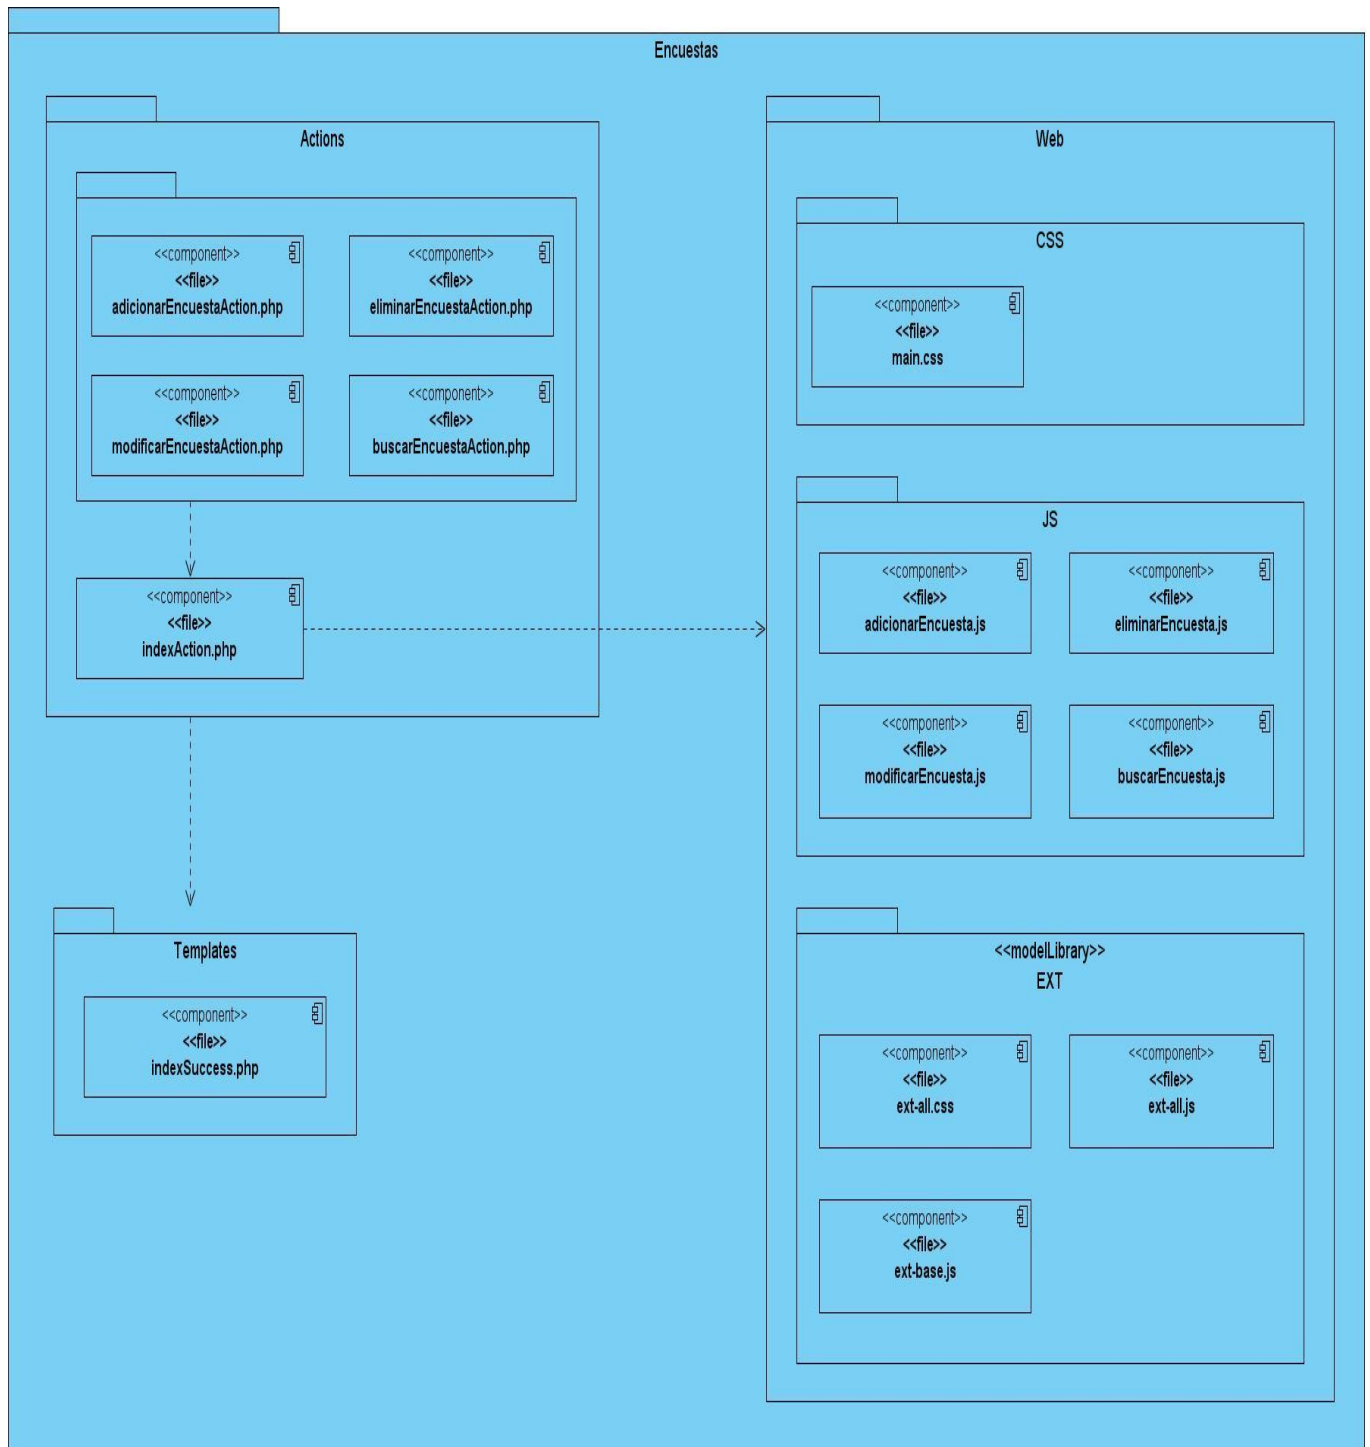 Encuestas
Actions
<<component>>
<<file>>
adicionarEncuestaAction.php
<<component>>
<<file>>
eliminarEncuestaAction.php
<<component>>
<<file>>
modificarEncuestaAction.php
<<component>>
<<file>>
buscarEncuestaAction.php
<<component>>
<<file>>
indexAction.php
Templates
<<component>>
<<file>>
indexSuccess.php
Web
CSS
<<component>>
<<file>>
main.css
JS
<<component>>
<<file>>
adicionarEncuesta.js
<<component>>
<<file>>
eliminarEncuesta.js
<<component>>
<<file>>
modificarEncuesta.js
<<component>>
<<file>>
buscarEncuesta.js
<<modelLibrary>>
EXT
<<component>>
<<file>>
ext-all.css
<<component>>
<<file>>
ext-all.js
<<component>>
<<file>>
ext-base.js